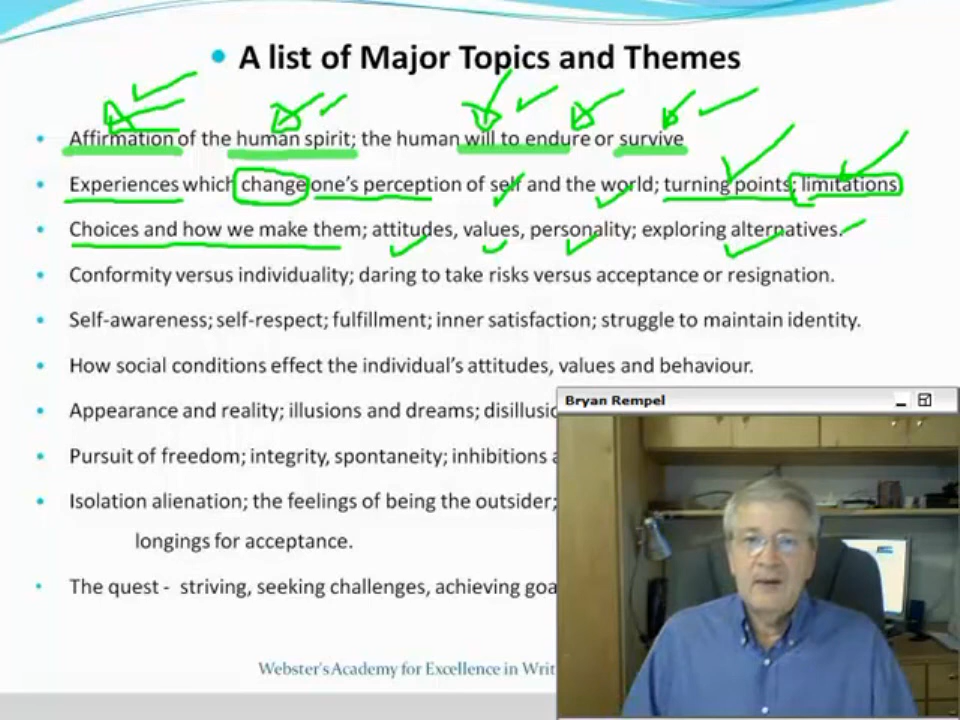 A list of Major Topics and Themes
Affirmation of the human spirit; the human will to endure or survive
Experiences which change one's perception of self and the world; turning points; limitations
Choices and how we make them; attitudes, values, personality; exploring alternatives.
Conformity versus individuality; daring to take risks versus acceptance or resignation.
Self-awareness; self-respect; fulfillment; inner satisfaction; struggle to maintain identity.
How social conditions effect the individual's attitudes, values and behaviour.
Appearance and reality; illusions and dreams;
Bryan Rempel
Pursuit of freedom; integrity, spontaneity; inhibitions
Isolation alienation; the feelings of being the outsider;
longings for acceptance.
The quest - striving, seeking challenges, achieving
Webster's Academy for Excellence in